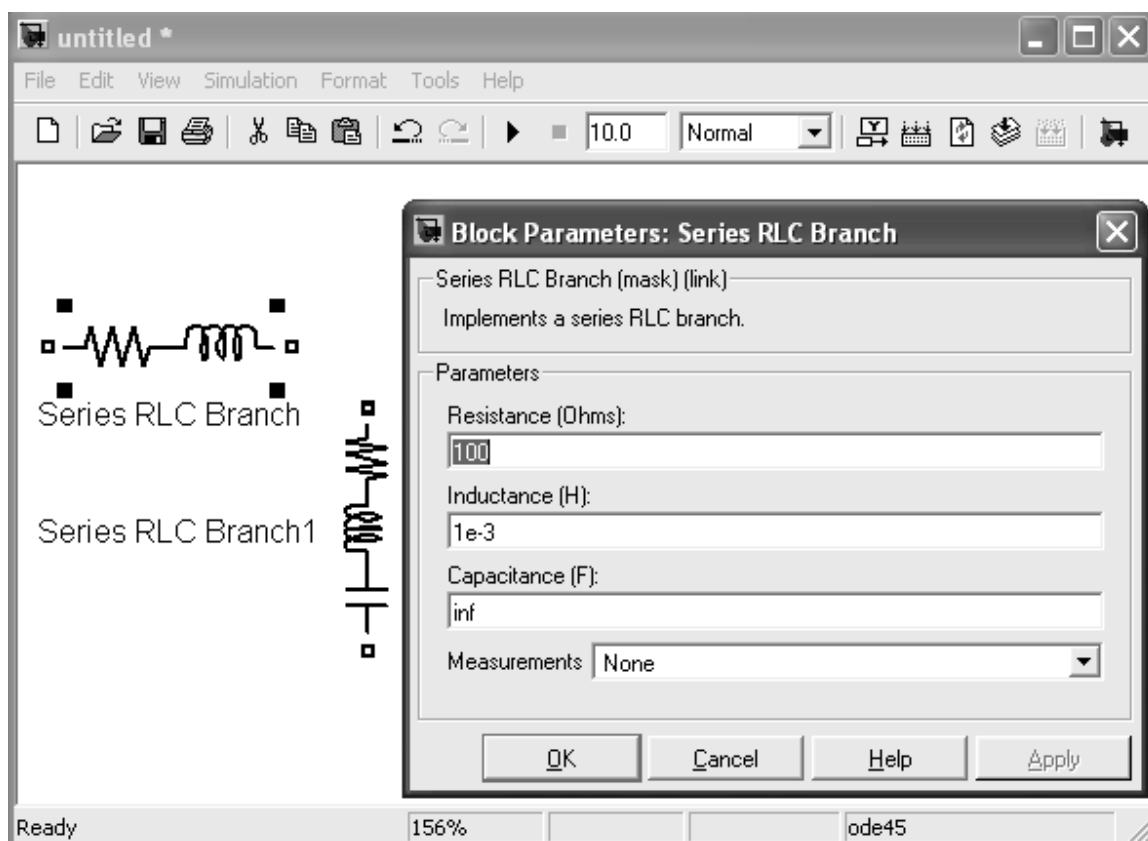 untitled *
File Edit View Simulation Format Tools Help
10.0 Normal
Block Parameters: Series RLC Branch
Series RLC Branch (mask) (link)
Implements a series RLC branch.
Parameters
Resistance (Ohms):
100
Inductance (H):
1e-3
Capacitance (F):
inf
Measurements None
OK Cancel Help Apply
Series RLC Branch
Series RLC Branch1
Ready 156% ode45